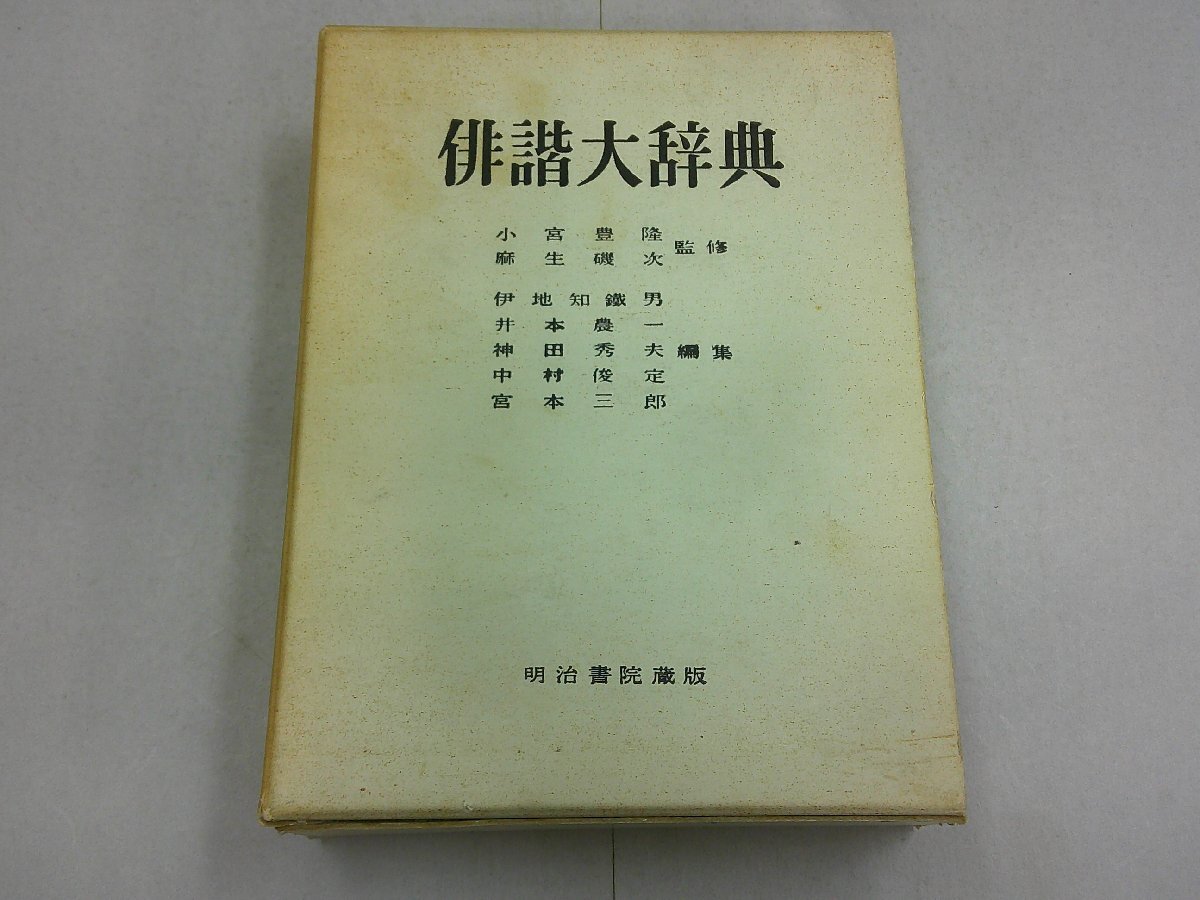 俳諧大辞典
小宮豊隆
麻生磯次
監修
伊地知鐵男
井本農一
神田秀夫
中村俊定
宮本三郎
編集
明治書院蔵版